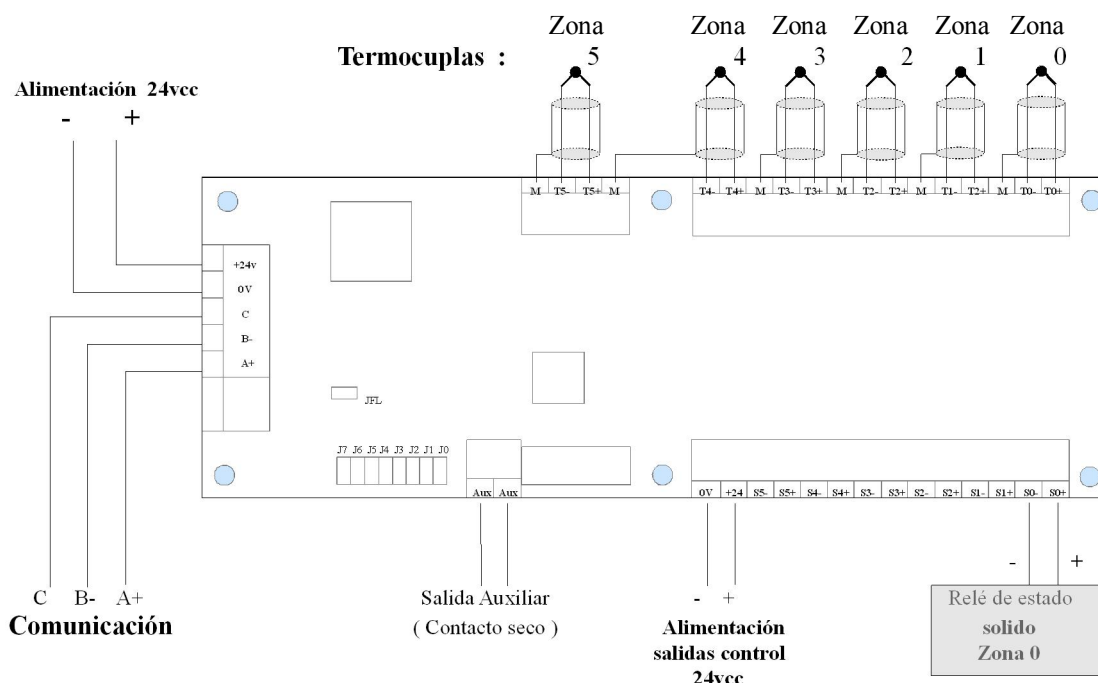 Zona 5
Zona 4
Zona 3
Zona 2
Zona 1
Zona 0
Termocuplas :
Alimentación 24vcc
- +
M T5- T5+ M
T4- T4+ M T3- T3+ M T2- T2+ M T1- T2+ M T0- T0+
+24v
0V
C
B-
A+
JFL
J7 J6 J5 J4 J3 J2 J1 J0
Aux Aux
0V +24 S5- S5+ S4- S4+ S3- S3+ S2- S2+ S1- S1+ S0- S0+
C B- A+
Comunicación
Salida Auxiliar
( Contacto seco )
- +
Alimentación
salidas control
24vcc
- +
Relé de estado
solido
Zona 0